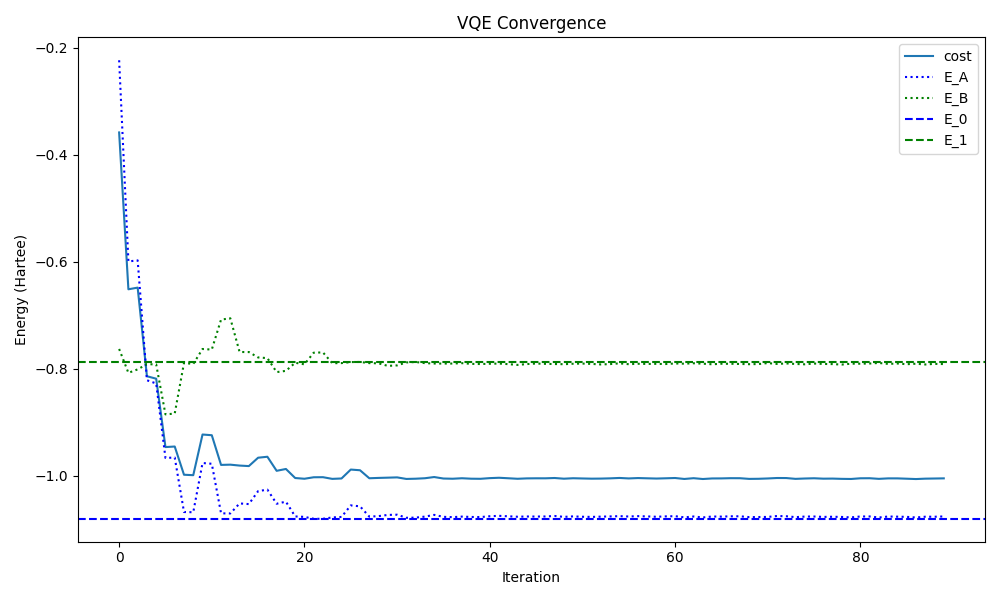 VQE Convergence
Energy (Hartee)
−0.2
−0.4
−0.6
−0.8
−1.0
cost
E_A
E_B
E_0
E_1
0
20
40
60
80
Iteration